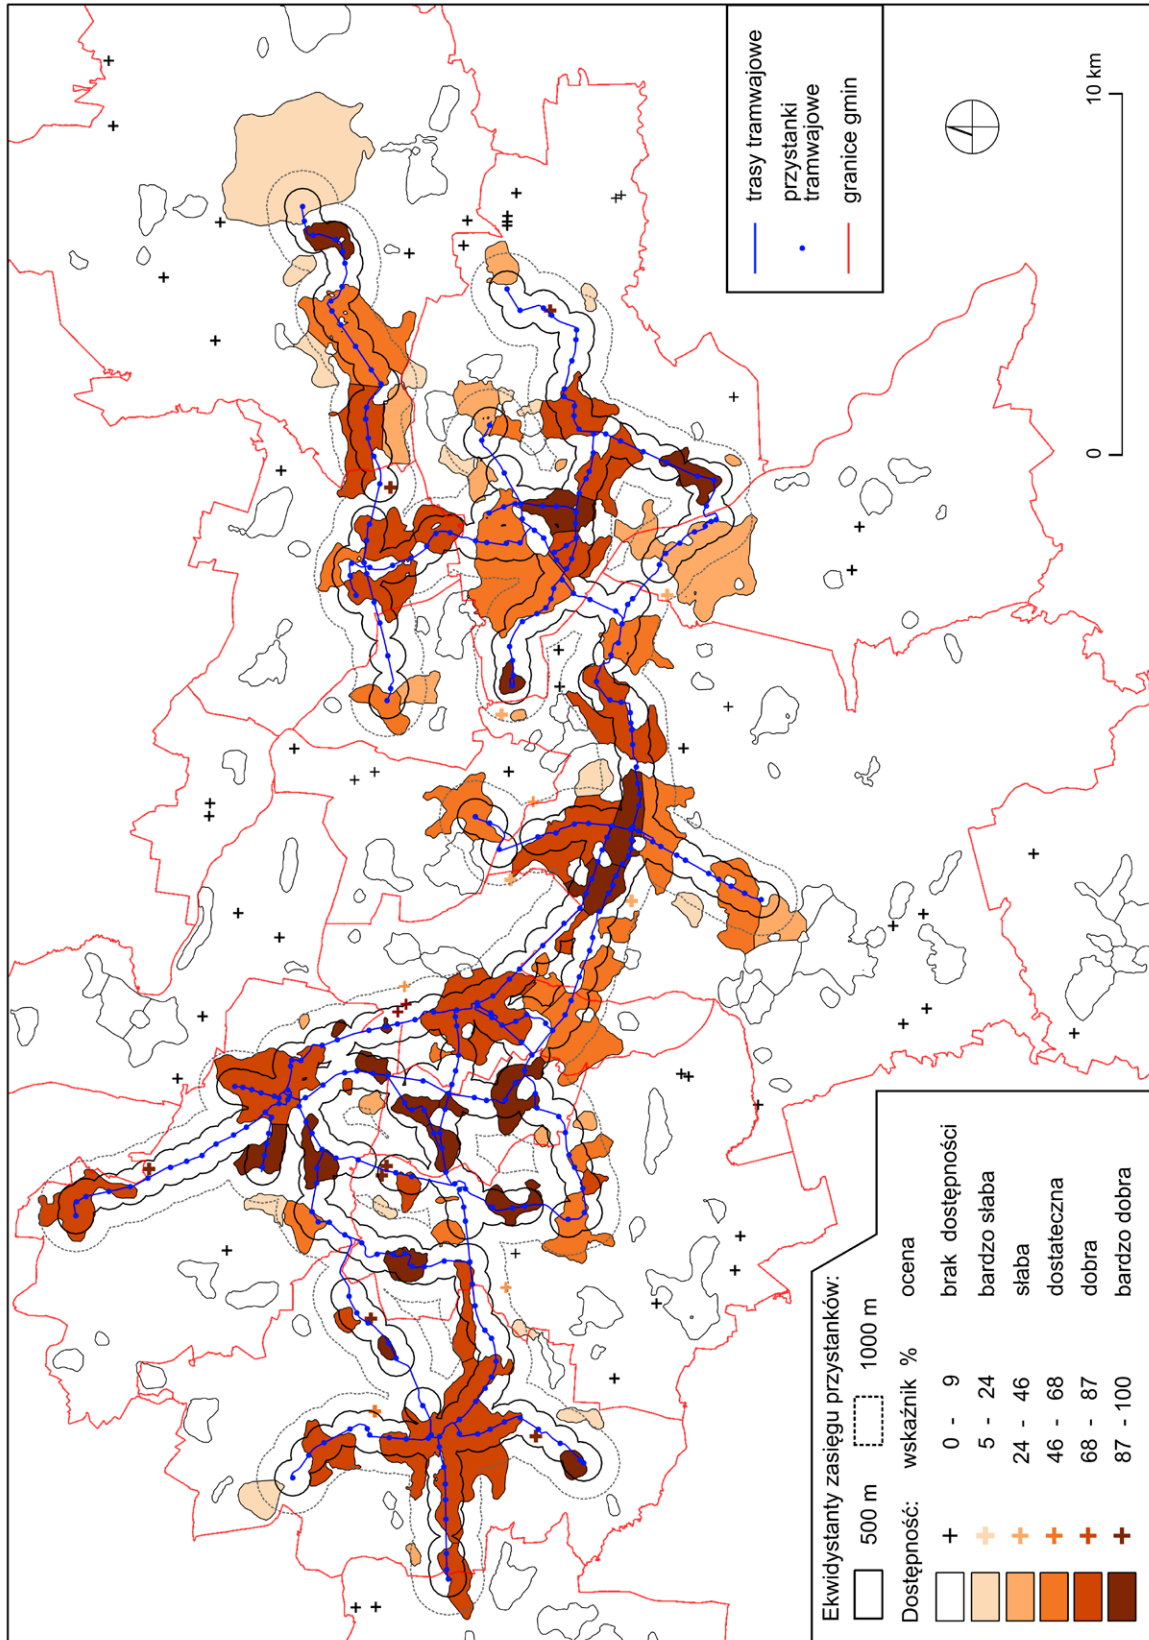 Ekwidystanty zasięgu przystanków:
500 m 1000 m
Dostępność: wskaźnik % ocena
0 - 9 brak dostępności
5 - 24 bardzo słaba
24 - 46 słaba
46 - 68 dostateczna
68 - 87 dobra
87 - 100 bardzo dobra
trasy tramwajowe
przystanki
tramwajowe
granice gmin
0 10 km